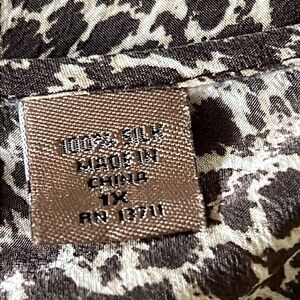 100% SILK
MADE IN
CHINA
1X
RN 13711